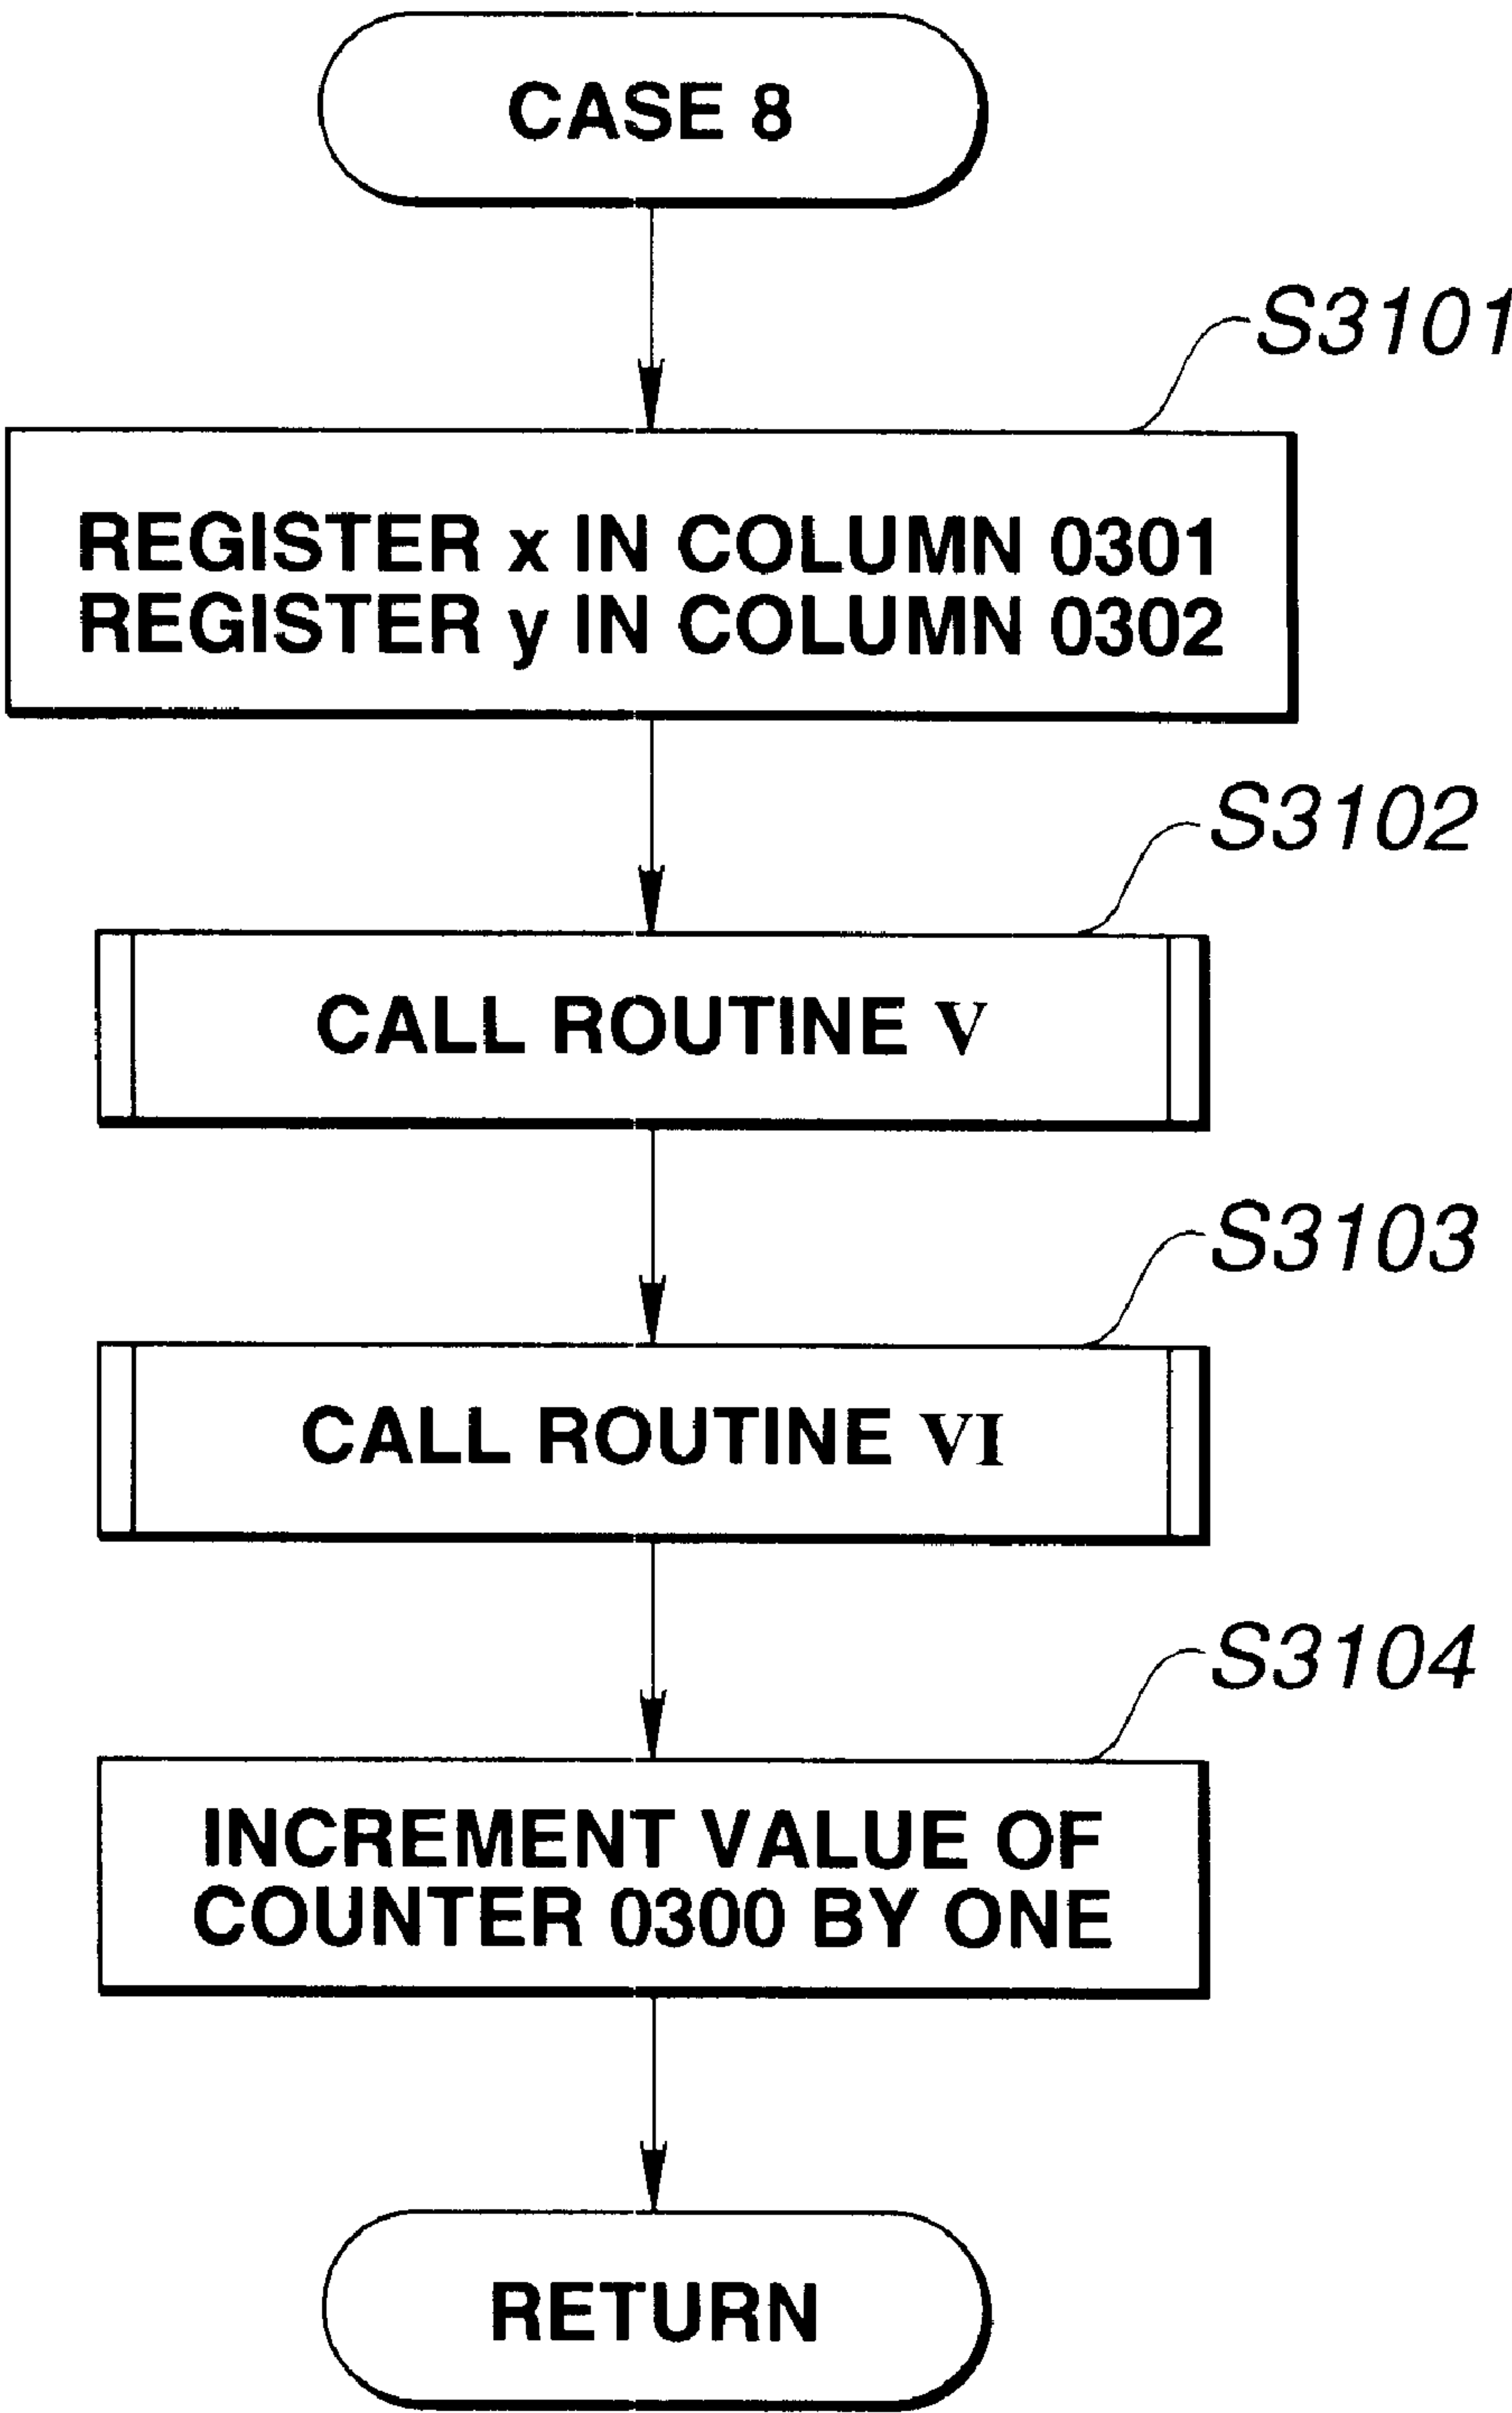 CASE 8
S3101
REGISTER x IN COLUMN 0301
REGISTER y IN COLUMN 0302
S3102
CALL ROUTINE V
S3103
CALL ROUTINE VI
S3104
INCREMENT VALUE OF
COUNTER 0300 BY ONE
RETURN